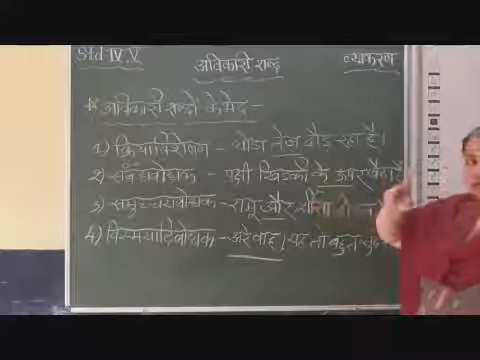 Std IV.V
अविकारी शब्द
व्याकरण
* अविकारी शब्दों के भेद -
1) क्रियाविशेषण - घोडा तेज दौड़ रहा है।
2) संबंधबोधक - पक्षी खिड़की के ऊपर बैठा है
3) समुच्चयबोधक - रामू और
4) विस्मयादिबोधक - अरे वाह! यह तो बहुत